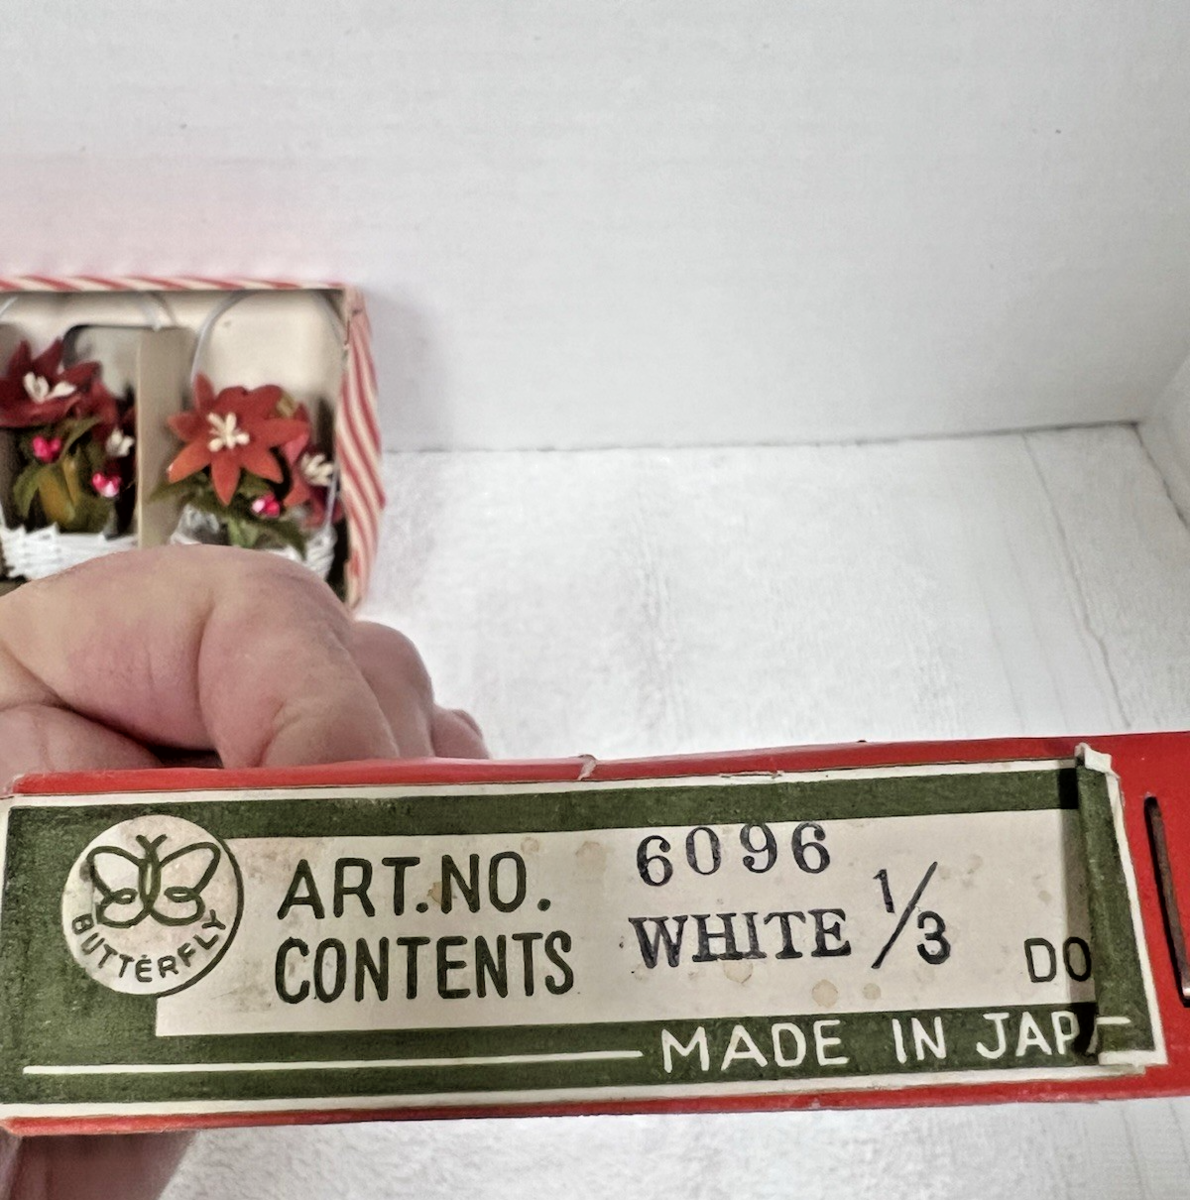 BUTTERFLY
ART.NO. 6096
CONTENTS WHITE 1/3 DO
MADE IN JAP